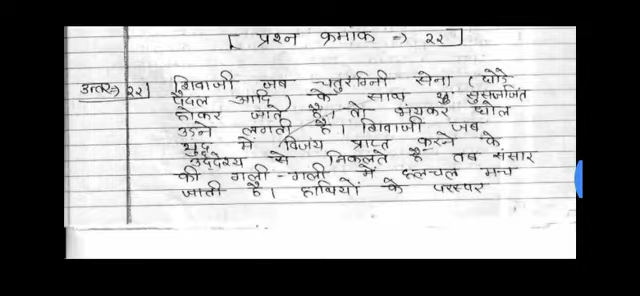 [ प्रश्न क्रमांक => २२ ]
उत्तर=> २२] शिवाजी जब चतुरंगिनी सेना (घोडे
पैदल आदि) के साथ सुसज्जित
होकर जाते है। तो भयंकर धोल
उड़ने लगती है। शिवाजी जब
युद्ध में विजय प्राप्त करने के
उद्देश्य से निकलते है तब संसार
की गली-गली में हलचल मच
जाती है। हाथियों के परस्पर